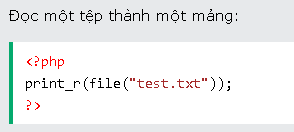 Đọc một tệp thành một mảng:
<?php
print_r(file("test.txt"));
?>